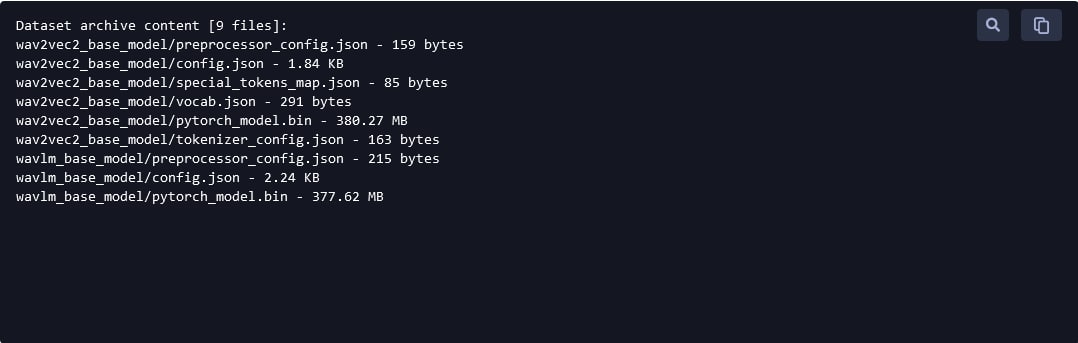 Dataset archive content [9 files]:
wav2vec2_base_model/preprocessor_config.json - 159 bytes
wav2vec2_base_model/config.json - 1.84 KB
wav2vec2_base_model/special_tokens_map.json - 85 bytes
wav2vec2_base_model/vocab.json - 291 bytes
wav2vec2_base_model/pytorch_model.bin - 380.27 MB
wav2vec2_base_model/tokenizer_config.json - 163 bytes
wavlm_base_model/preprocessor_config.json - 215 bytes
wavlm_base_model/config.json - 2.24 KB
wavlm_base_model/pytorch_model.bin - 377.62 MB